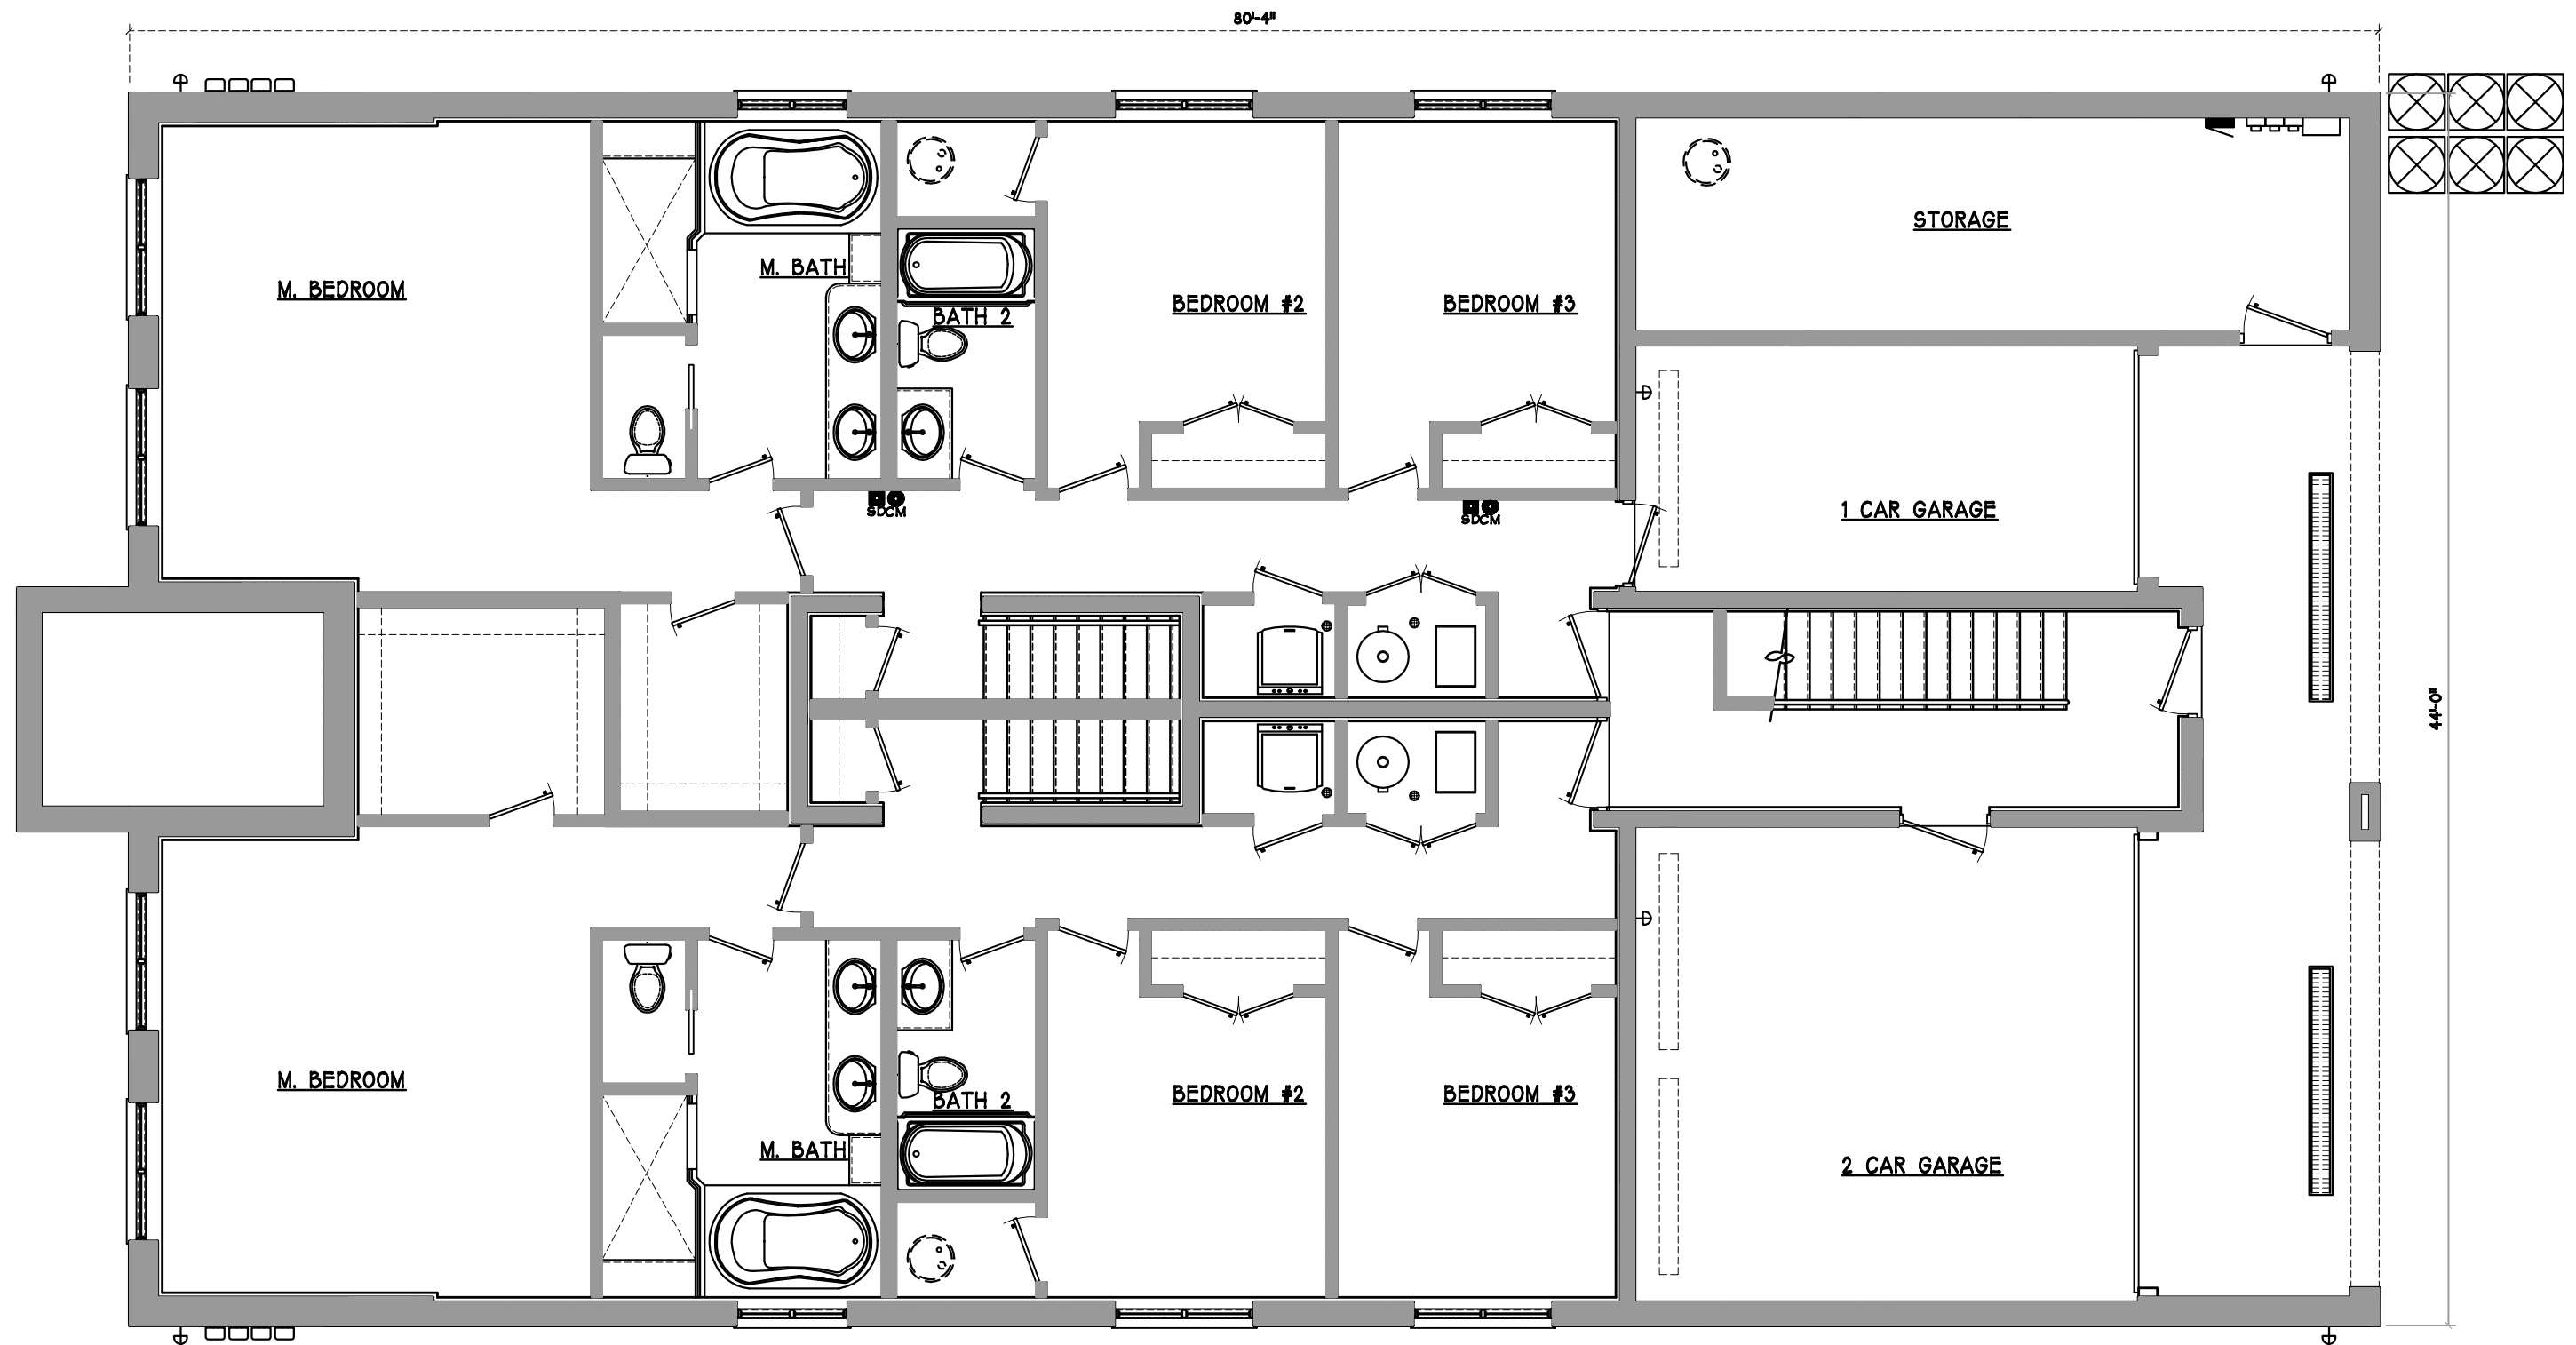 80'-4"
STORAGE
M. BATH
M. BEDROOM
BEDROOM #2
BEDROOM #3
BATH 2
1 CAR GARAGE
SDCM
SDCM
44'-0"
M. BEDROOM
BATH 2
BEDROOM #2
BEDROOM #3
M. BATH
2 CAR GARAGE